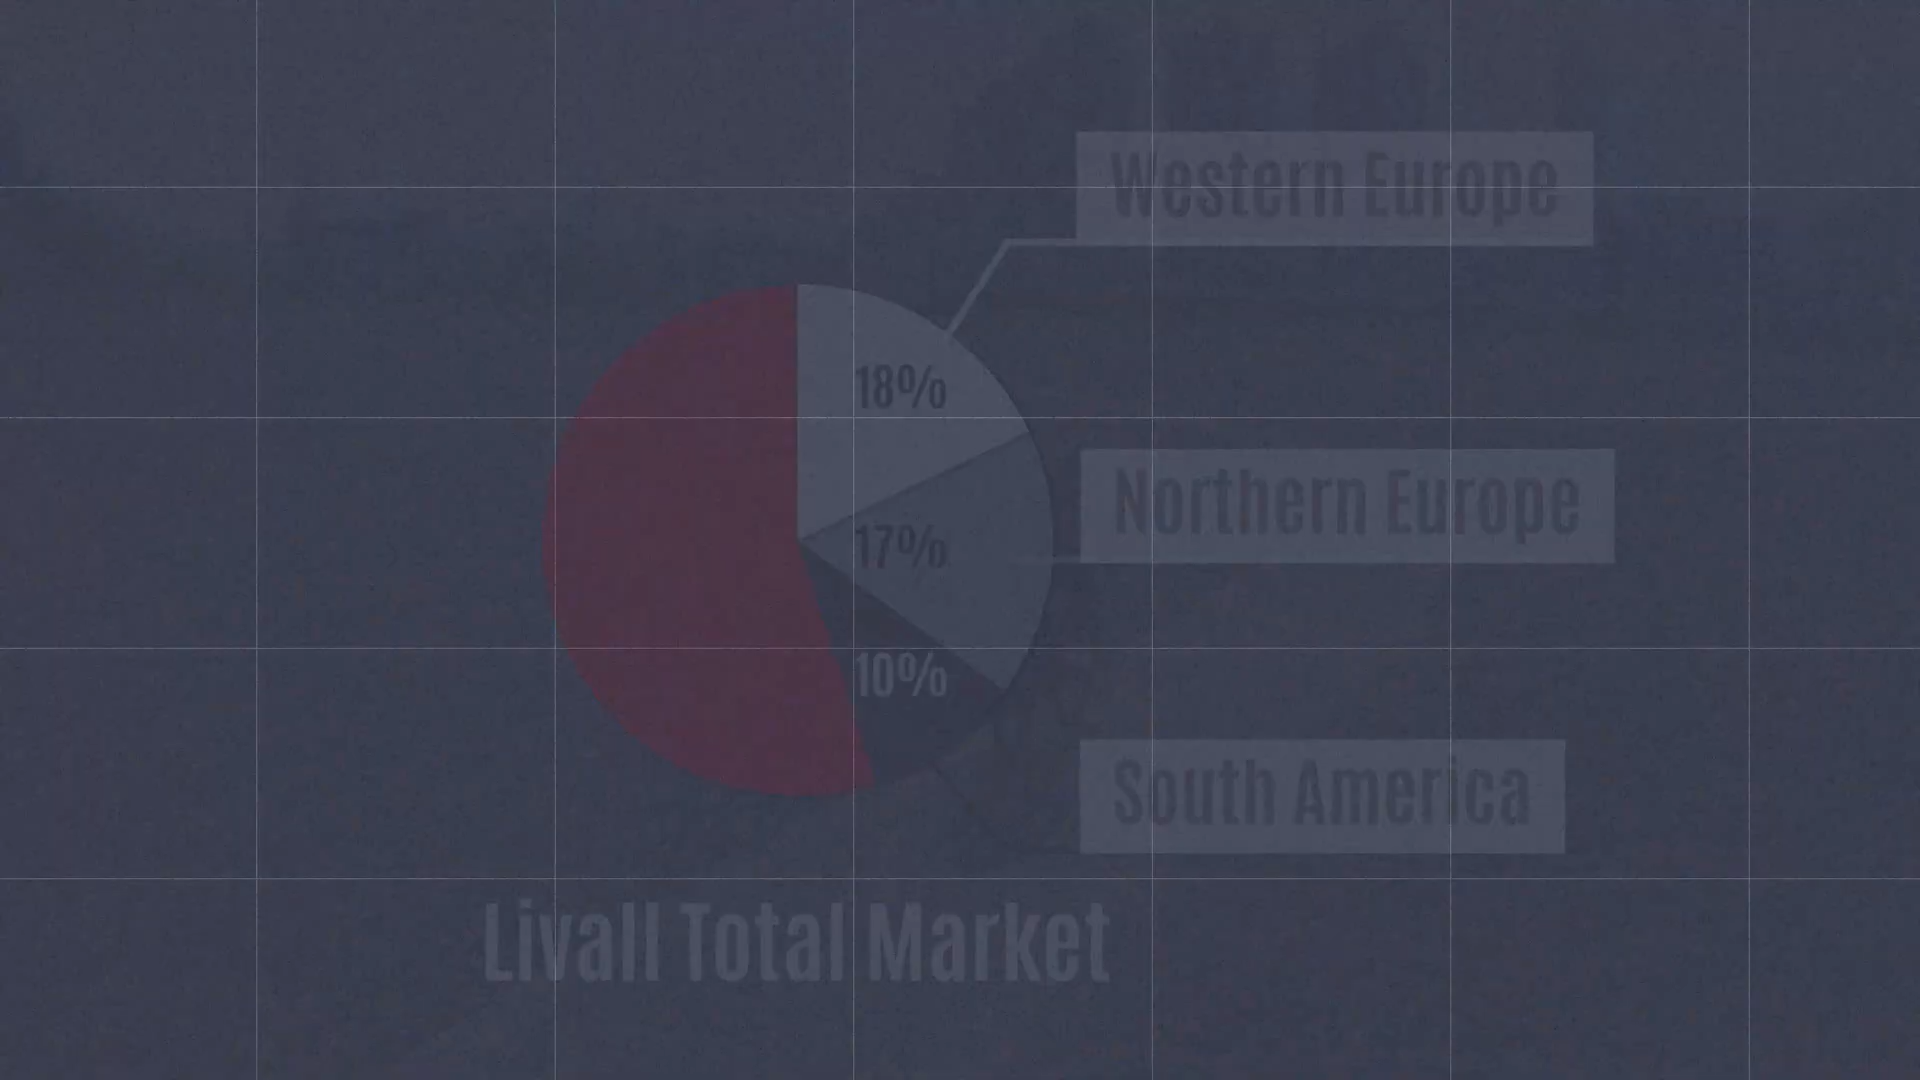 Western Europe
18%
Northern Europe
17%
10%
South America
Livall Total Market